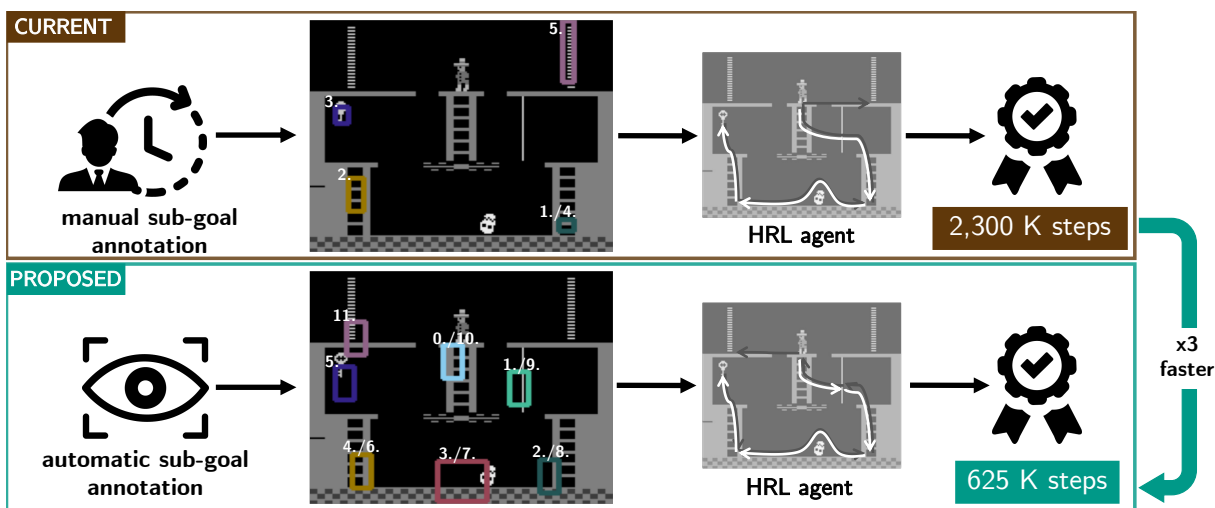 CURRENT
5.
3.
2.
1./4.
manual sub-goal
annotation
HRL agent
2,300 K steps
PROPOSED
11.
0./10.
5.
1./9.
4./6.
3./7.
2./8.
automatic sub-goal
annotation
HRL agent
625 K steps
x3
faster